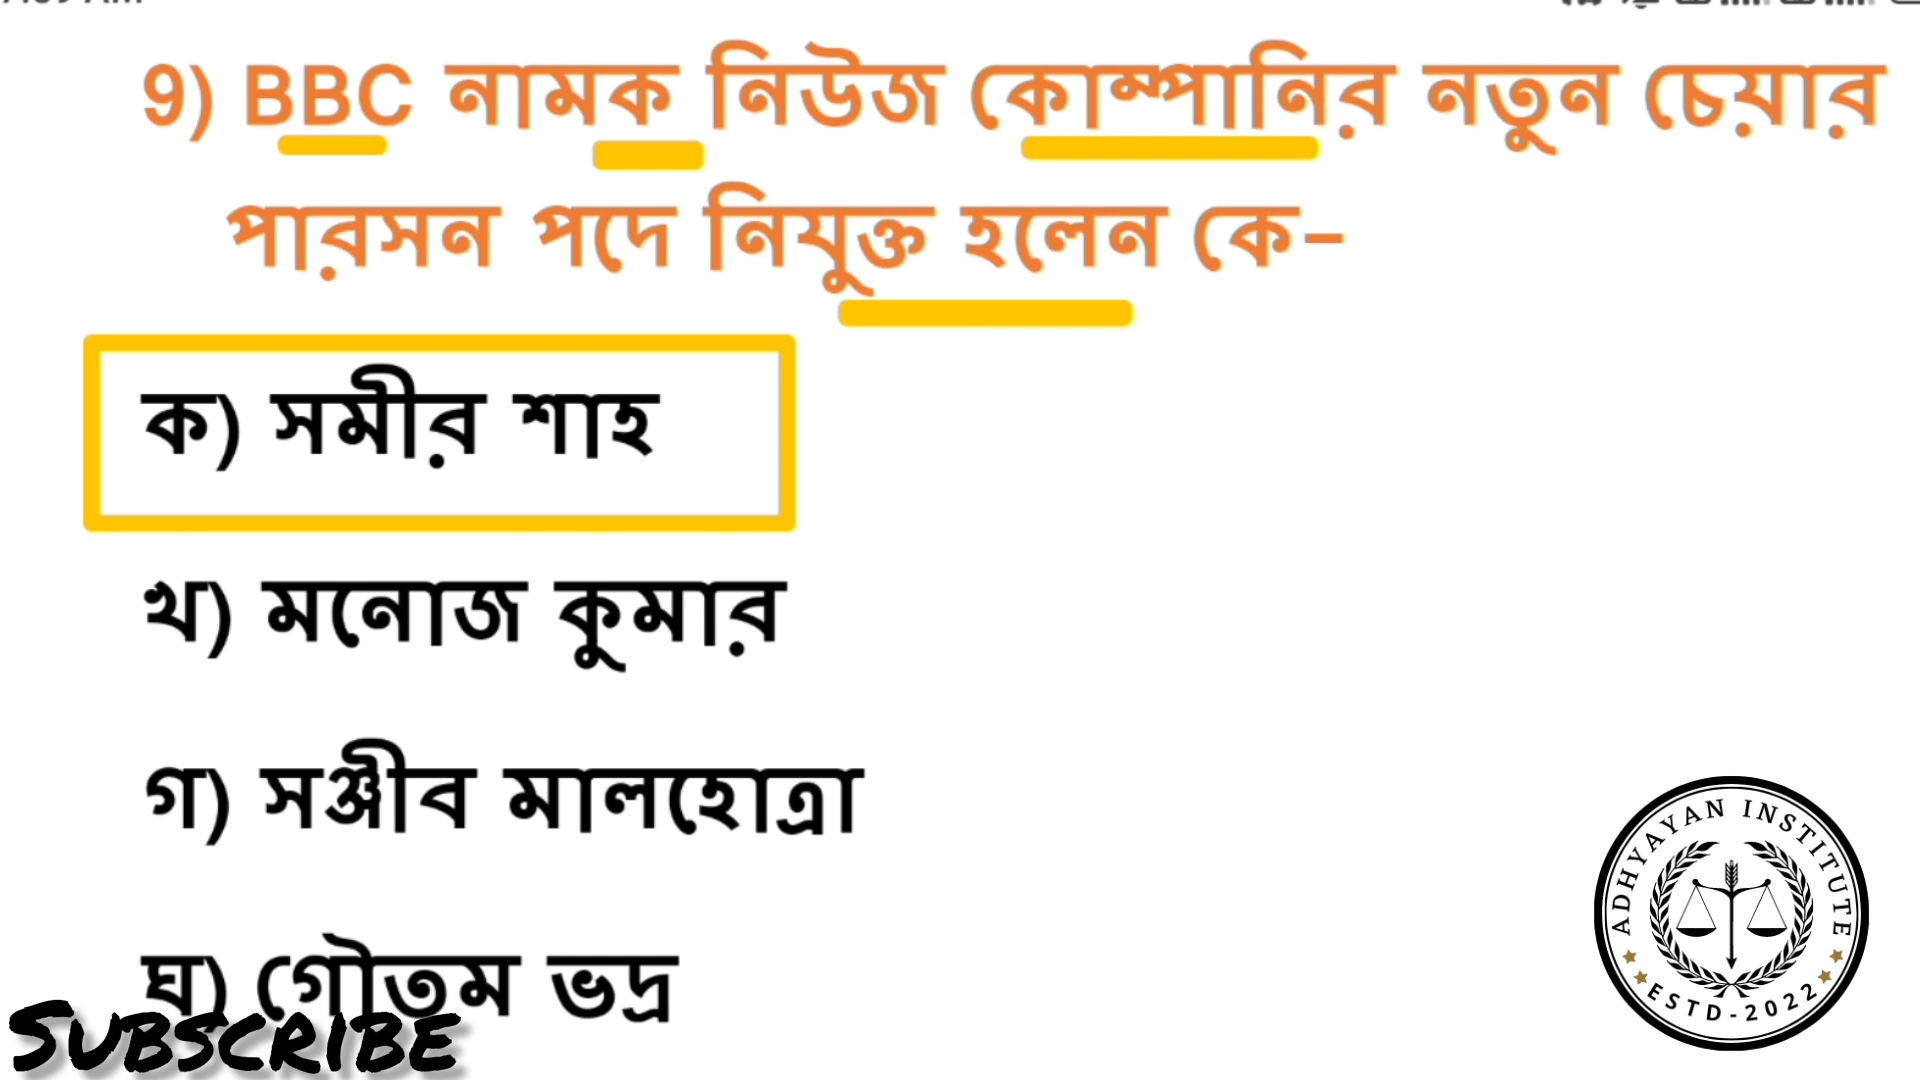 9) BBC নামক নিউজ কোম্পানির নতুন চেয়ার
পারসন পদে নিযুক্ত হলেন কে-
ক) সমীর শাহ
খ) মনোজ কুমার
গ) সঞ্জীব মালহোত্রা
ঘ) গৌতম ভদ্র
SUBSCRIBE
ADHYAYAN INSTITUTE
ESTD-2022